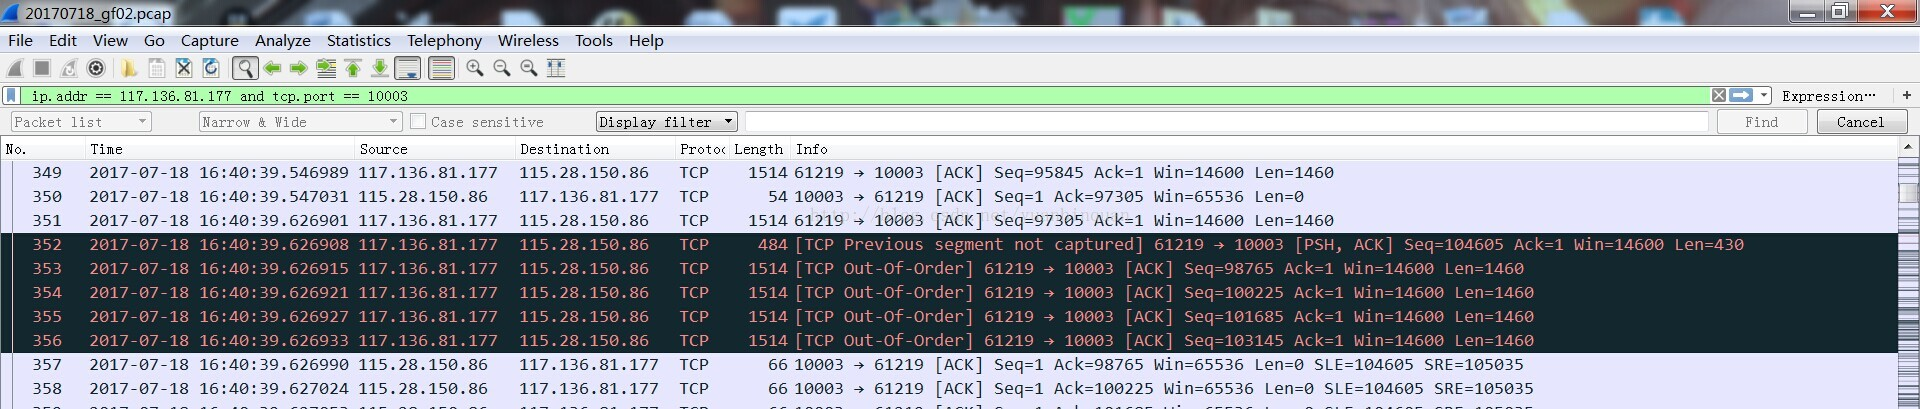 20170718_gf02.pcap
File Edit View Go Capture Analyze Statistics Telephony Wireless Tools Help
ip.addr == 117.136.81.177 and tcp.port == 10003 Expression… +
Packet list Narrow & Wide Case sensitive Display filter Find Cancel
No. Time Source Destination Protoc Length Info
349 2017-07-18 16:40:39.546989 117.136.81.177 115.28.150.86 TCP 1514 61219 → 10003 [ACK] Seq=95845 Ack=1 Win=14600 Len=1460
350 2017-07-18 16:40:39.547031 115.28.150.86 117.136.81.177 TCP 54 10003 → 61219 [ACK] Seq=1 Ack=97305 Win=65536 Len=0
351 2017-07-18 16:40:39.626901 117.136.81.177 115.28.150.86 TCP 1514 61219 → 10003 [ACK] Seq=97305 Ack=1 Win=14600 Len=1460
352 2017-07-18 16:40:39.626908 117.136.81.177 115.28.150.86 TCP 484 [TCP Previous segment not captured] 61219 → 10003 [PSH, ACK] Seq=104605 Ack=1 Win=14600 Len=430
353 2017-07-18 16:40:39.626915 117.136.81.177 115.28.150.86 TCP 1514 [TCP Out-Of-Order] 61219 → 10003 [ACK] Seq=98765 Ack=1 Win=14600 Len=1460
354 2017-07-18 16:40:39.626921 117.136.81.177 115.28.150.86 TCP 1514 [TCP Out-Of-Order] 61219 → 10003 [ACK] Seq=100225 Ack=1 Win=14600 Len=1460
355 2017-07-18 16:40:39.626927 117.136.81.177 115.28.150.86 TCP 1514 [TCP Out-Of-Order] 61219 → 10003 [ACK] Seq=101685 Ack=1 Win=14600 Len=1460
356 2017-07-18 16:40:39.626933 117.136.81.177 115.28.150.86 TCP 1514 [TCP Out-Of-Order] 61219 → 10003 [ACK] Seq=103145 Ack=1 Win=14600 Len=1460
357 2017-07-18 16:40:39.626990 115.28.150.86 117.136.81.177 TCP 66 10003 → 61219 [ACK] Seq=1 Ack=98765 Win=65536 Len=0 SLE=104605 SRE=105035
358 2017-07-18 16:40:39.627024 115.28.150.86 117.136.81.177 TCP 66 10003 → 61219 [ACK] Seq=1 Ack=100225 Win=65536 Len=0 SLE=104605 SRE=105035